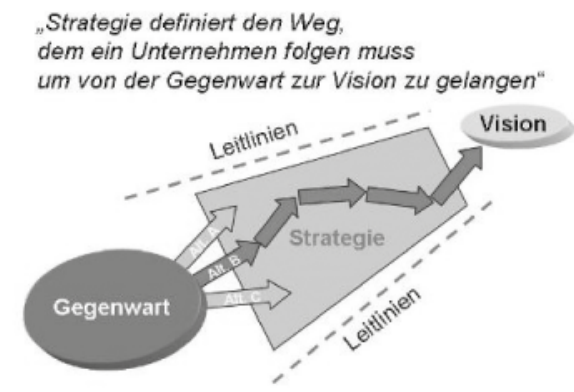 „Strategie definiert den Weg,
dem ein Unternehmen folgen muss
um von der Gegenwart zur Vision zu gelangen“
Leitlinien
Vision
Alt. A
Strategie
Alt. B
Gegenwart
Alt. C
Leitlinien